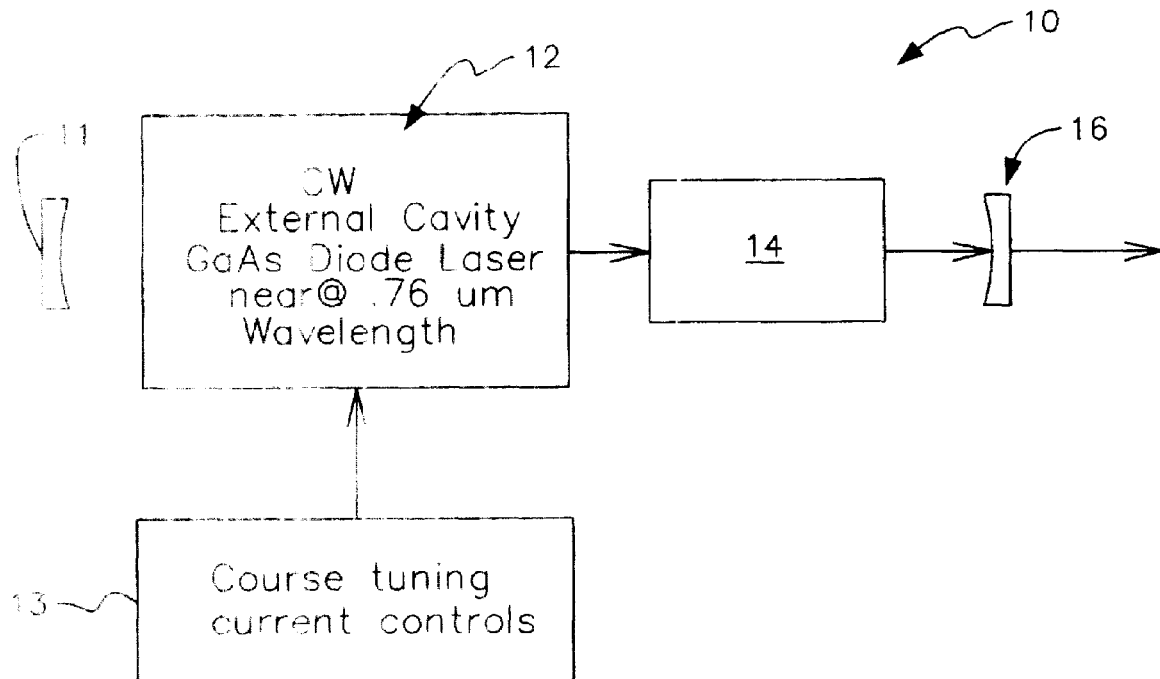 10
12
11
16
CW
External Cavity
GaAs Diode Laser
near@ .76 um
Wavelength
14
13
Course tuning
current controls